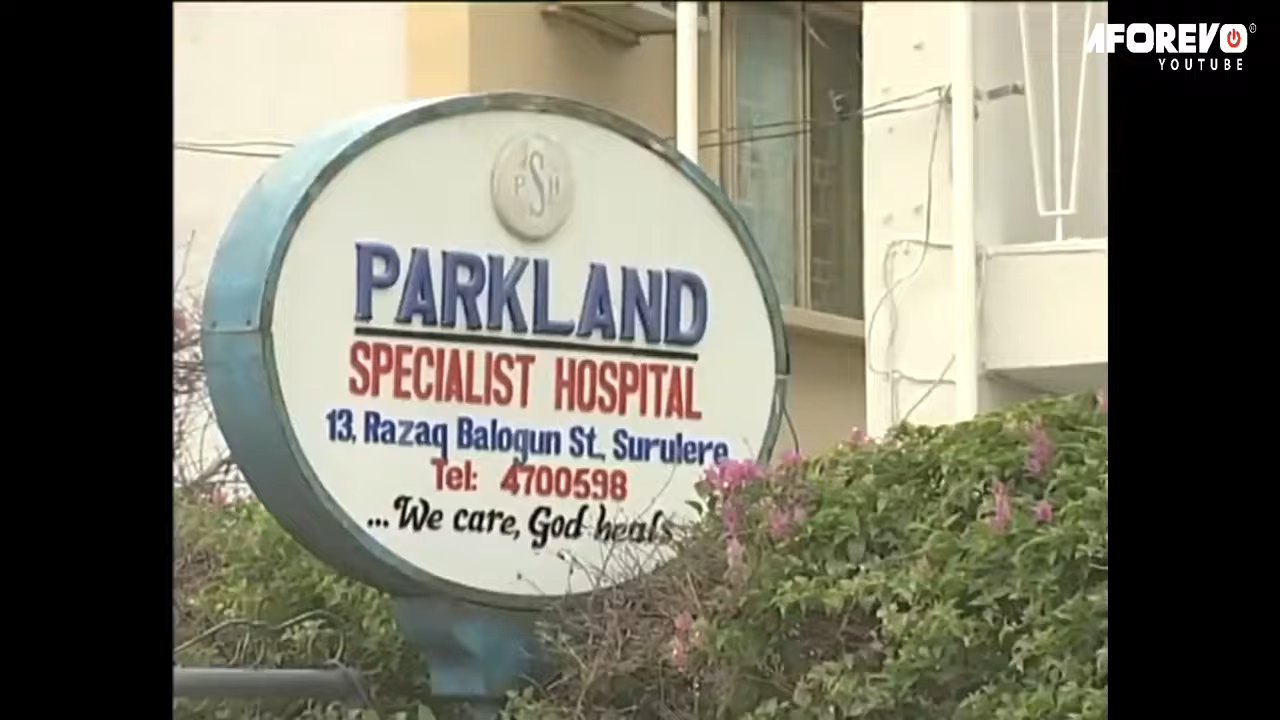 AFOREVO
YOUTUBE
PSH
PARKLAND
SPECIALIST HOSPITAL
13, Razaq Balogun St, Surulere
Tel: 4700598
...We care, God heals